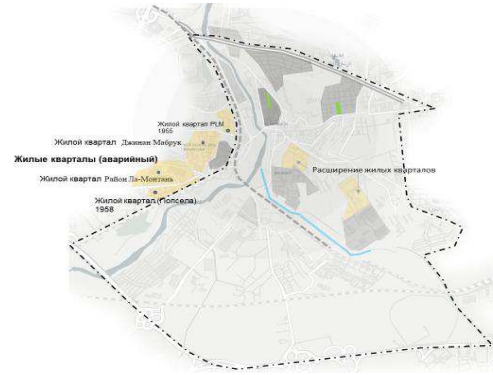 Жилой квартал PLM
1955
Жилой квартал Джинан Мабрук
Жилые кварталы (аварийный)
Жилой квартал Район Ла-Монтань
Жилой квартал (Попсела)
1958
Расширение жилых кварталов